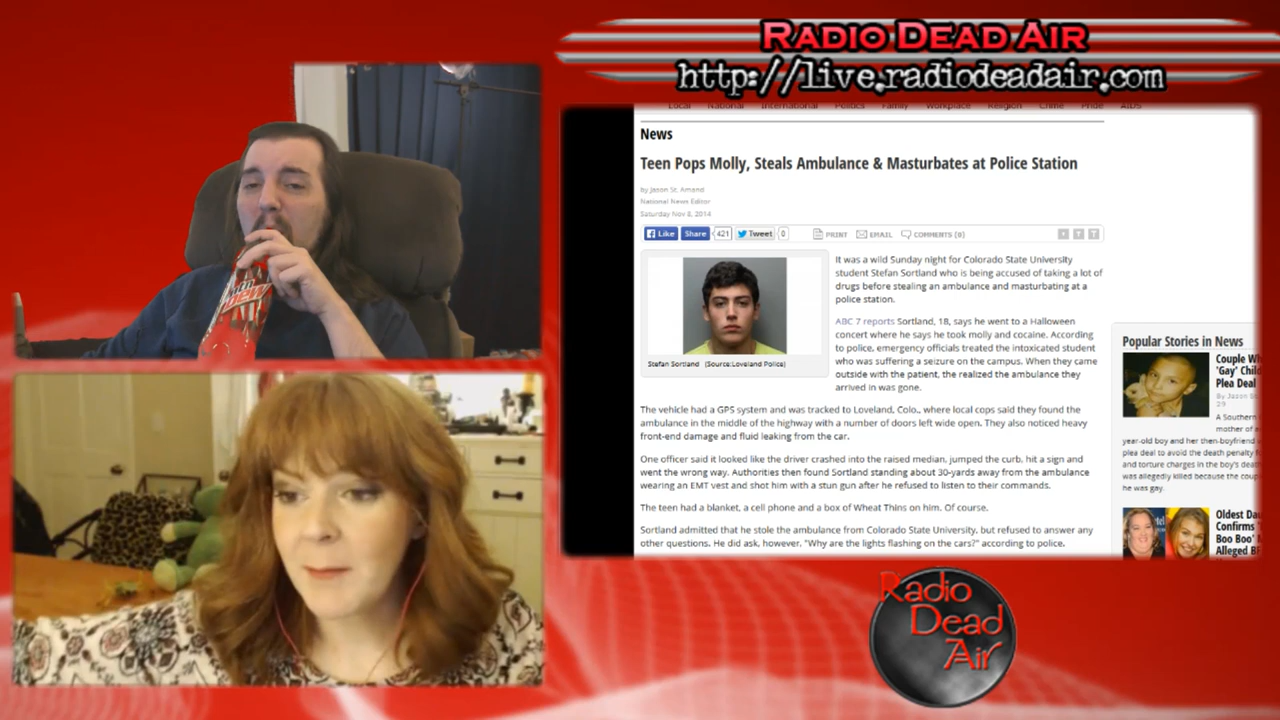 Radio Dead Air
http://live.radiodeadair.com
Local National International Politics Family Workplace Religion Crime Pride AIDS
News
Teen Pops Molly, Steals Ambulance & Masturbates at Police Station
by Jason St. Amand
National News Editor
Saturday Nov 8, 2014
Like Share 421 Tweet 0 PRINT EMAIL COMMENTS (0)
It was a wild Sunday night for Colorado State University
student Stefan Sortland who is being accused of taking a lot of
drugs before stealing an ambulance and masturbating at a
police station.
ABC 7 reports Sortland, 18, says he went to a Halloween
concert where he says he took molly and cocaine. According
to police, emergency officials treated the intoxicated student
who was suffering a seizure on the campus. When they came
outside with the patient, the realized the ambulance they
arrived in was gone.
Stefan Sortland (Source:Loveland Police)
The vehicle had a GPS system and was tracked to Loveland, Colo., where local cops said they found the
ambulance in the middle of the highway with a number of doors left wide open. They also noticed heavy
front-end damage and fluid leaking from the car.
One officer said it looked like the driver crashed into the raised median, jumped the curb, hit a sign and
went the wrong way. Authorities then found Sortland standing about 30-yards away from the ambulance
wearing an EMT vest and shot him with a stun gun after he refused to listen to their commands.
The teen had a blanket, a cell phone and a box of Wheat Thins on him. Of course.
Sortland admitted that he stole the ambulance from Colorado State University, but refused to answer any
other questions. He did ask, however, "Why are the lights flashing on the cars?" according to police.
Popular Stories in News
Couple Wh
'Gay' Child
Plea Deal
By Jason St.
29
A Southern
mother of
year-old boy and her then-boyfriend
plea deal to avoid the death penalty
and torture charges in the boy's death
was allegedly killed because the coup
he was gay.
Oldest Da
Confirms '
Boo Boo'
Alleged
Radio
Dead
Air